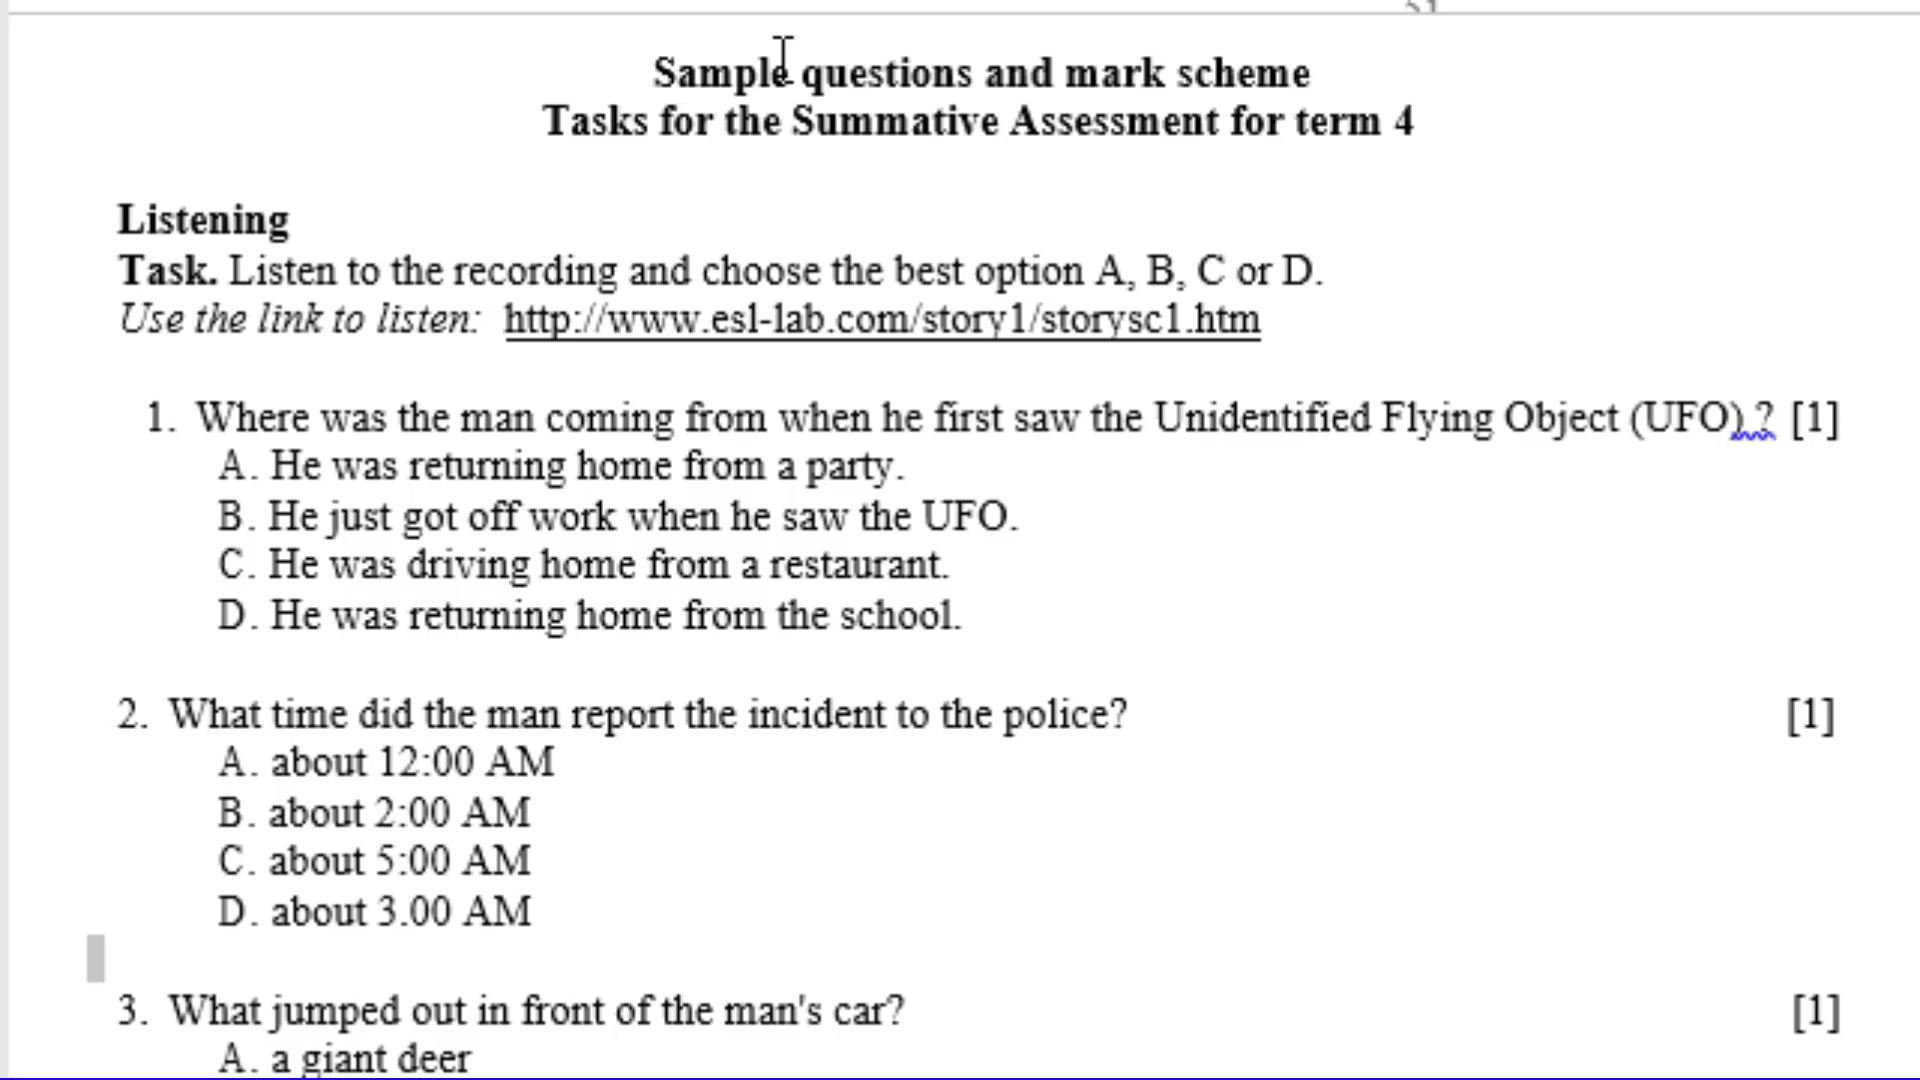 Sample questions and mark scheme
Tasks for the Summative Assessment for term 4
Listening
Task. Listen to the recording and choose the best option A, B, C or D.
Use the link to listen: http://www.esl-lab.com/story1/storysc1.htm
1. Where was the man coming from when he first saw the Unidentified Flying Object (UFO) ? [1]
A. He was returning home from a party.
B. He just got off work when he saw the UFO.
C. He was driving home from a restaurant.
D. He was returning home from the school.
2. What time did the man report the incident to the police? [1]
A. about 12:00 AM
B. about 2:00 AM
C. about 5:00 AM
D. about 3.00 AM
3. What jumped out in front of the man's car? [1]
A. a giant deer